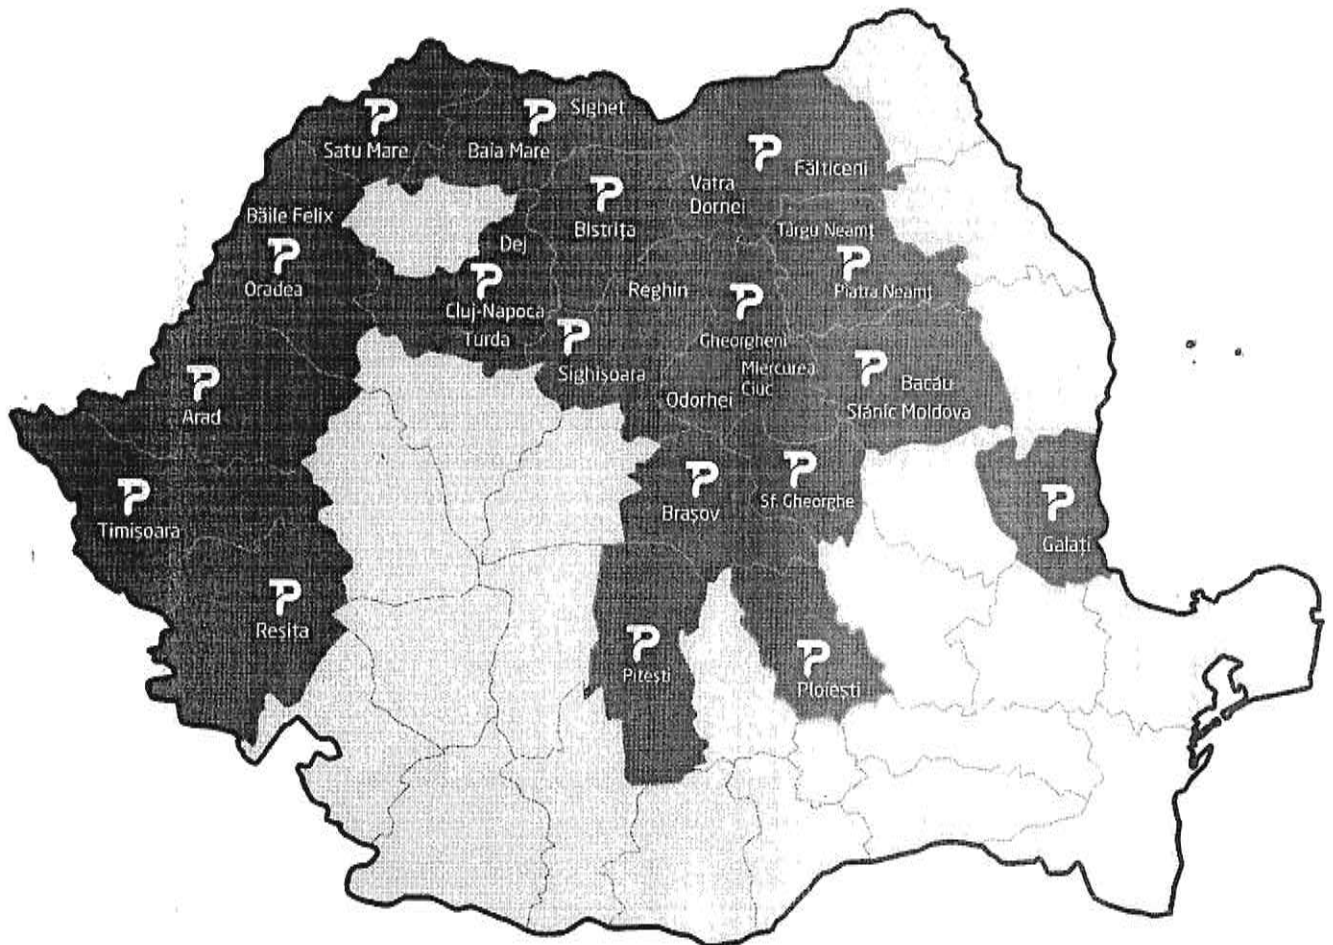 Sighet
Satu Mare
Baia Mare
Fălticeni
Vatra
Dornei
Băile Felix
Bistrița
Târgu Neamț
Dej
Oradea
Reghin
Piatra Neamț
Cluj-Napoca
Turda
Gheorgheni
Sighișoara
Miercurea
Ciuc
Bacău
Odorhei
Arad
Slănic Moldova
Sf. Gheorghe
Brașov
Timișoara
Galați
Reșița
Pitești
Ploiești